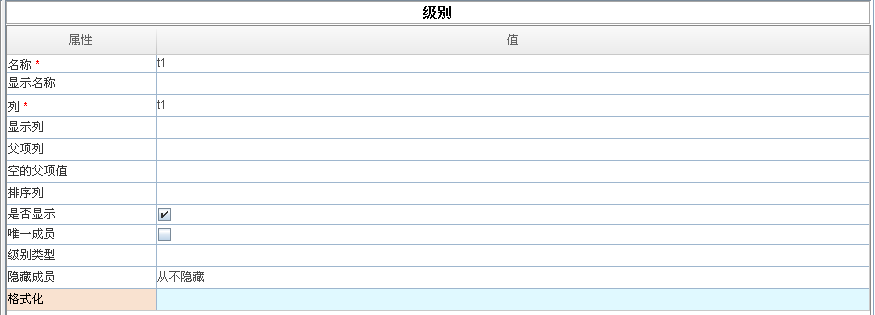 级别
属性 值
名称 * t1
显示名称
列 * t1
显示列
父项列
空的父项值
排序列
是否显示
唯一成员
级别类型
隐藏成员 从不隐藏
格式化